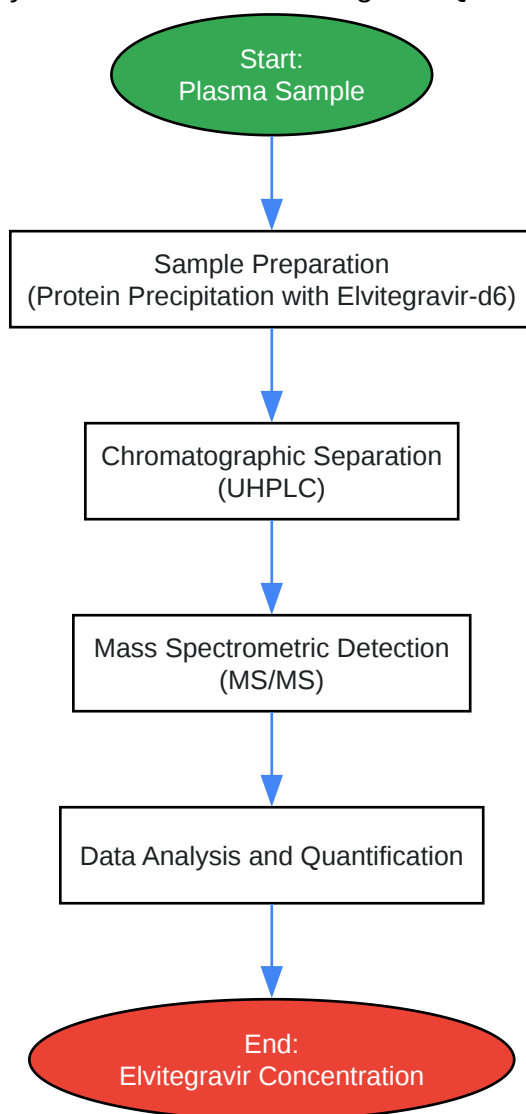 Start:
Plasma Sample
Sample Preparation
(Protein Precipitation with Elvitegravir-d6)
Chromatographic Separation
(UHPLC)
Mass Spectrometric Detection
(MS/MS)
Data Analysis and Quantification
End:
Elvitegravir Concentration